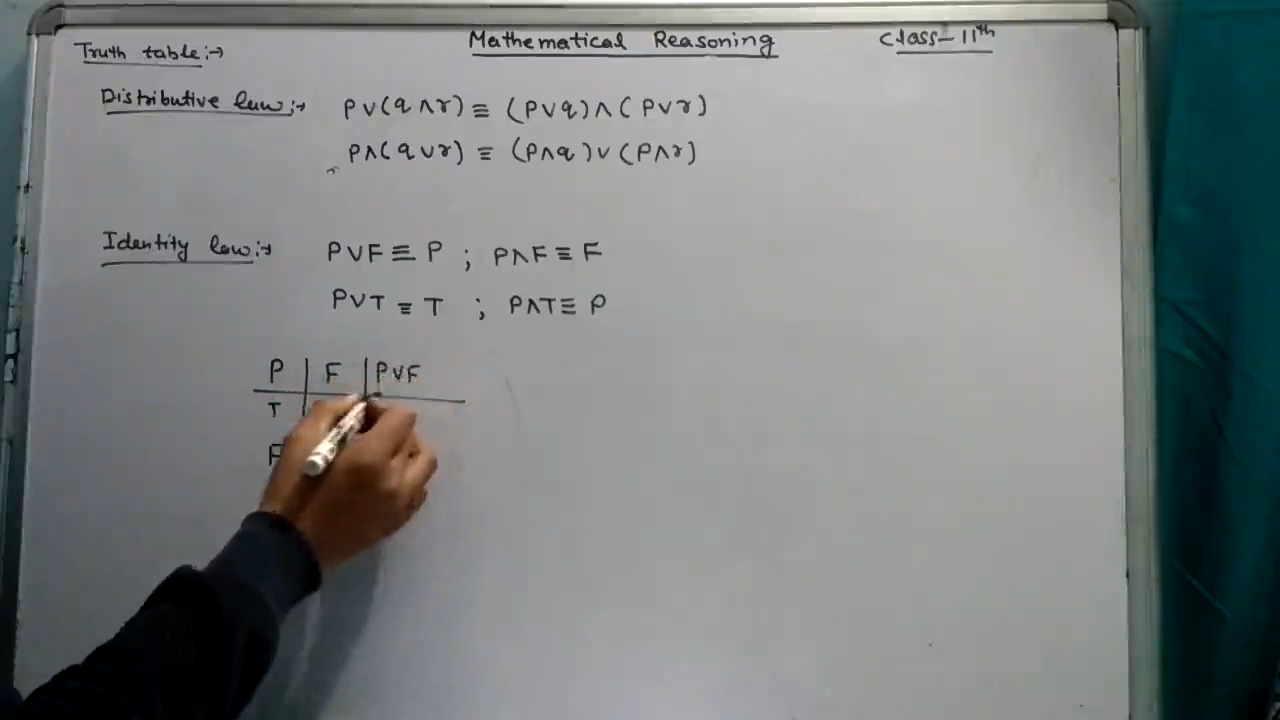 Mathematical Reasoning Class-11th
Truth table:→
Distributive law:→ P∨(q∧r)≡(P∨q)∧(P∨r)
P∧(q∨r)≡(P∧q)∨(P∧r)
Identity law:→ P∨F≡P ; P∧F≡F
P∨T≡T ; P∧T≡P
P | F | P∨F
T
F